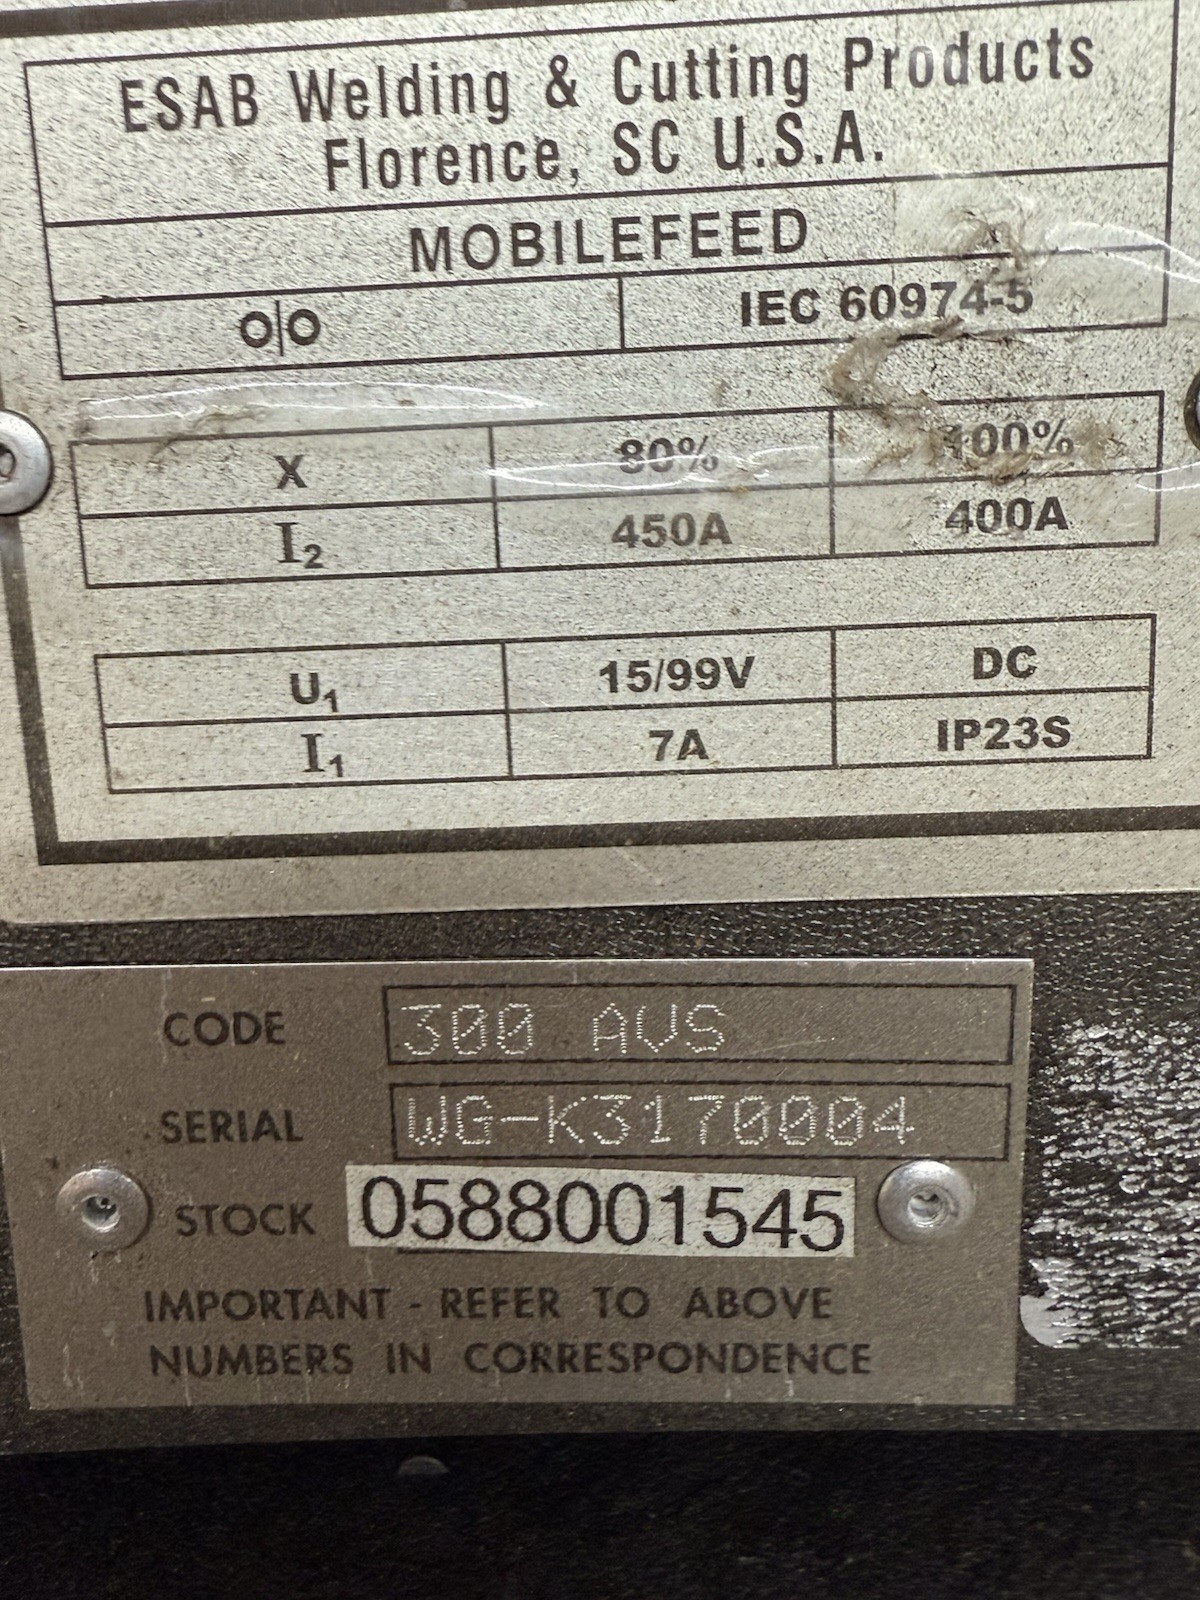 ESAB Welding & Cutting Products
Florence, SC U.S.A.
MOBILEFEED
IEC 60974-5
X 80% 100%
I₂ 450A 400A
U₁ 15/99V DC
I₁ 7A IP23S
CODE 300 AVS
SERIAL WG-K3170004
STOCK 0588001545
IMPORTANT - REFER TO ABOVE
NUMBERS IN CORRESPONDENCE